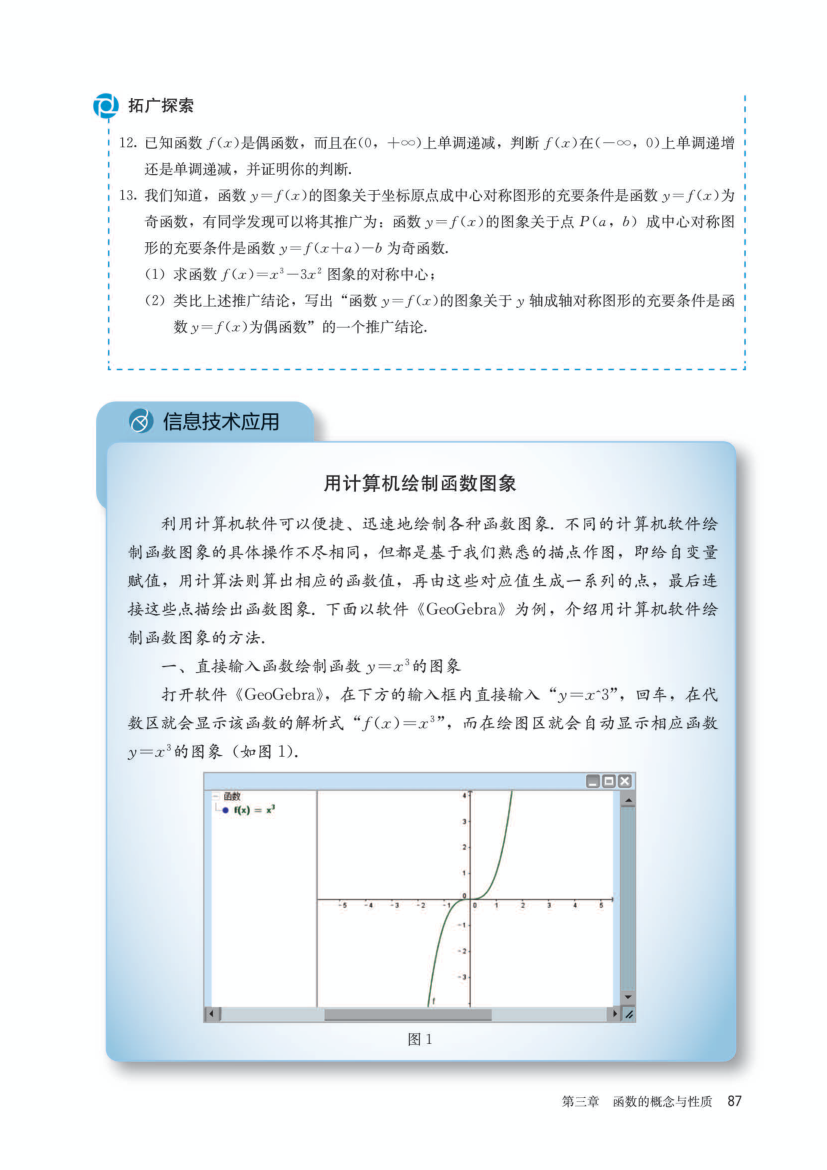 拓广探索
12. 已知函数 f(x)是偶函数，而且在(0，+∞)上单调递减，判断 f(x)在(-∞，0)上单调递增
还是单调递减，并证明你的判断.
13. 我们知道，函数 y=f(x)的图象关于坐标原点成中心对称图形的充要条件是函数 y=f(x)为
奇函数，有同学发现可以将其推广为：函数 y=f(x)的图象关于点 P(a，b) 成中心对称图
形的充要条件是函数 y=f(x+a)-b 为奇函数.
(1) 求函数 f(x)=x³-3x² 图象的对称中心；
(2) 类比上述推广结论，写出“函数 y=f(x)的图象关于 y 轴成轴对称图形的充要条件是函
数 y=f(x)为偶函数”的一个推广结论.
信息技术应用
用计算机绘制函数图象
利用计算机软件可以便捷、迅速地绘制各种函数图象. 不同的计算机软件绘
制函数图象的具体操作不尽相同，但都是基于我们熟悉的描点作图，即给自变量
赋值，用计算法则算出相应的函数值，再由这些对应值生成一系列的点，最后连
接这些点描绘出函数图象. 下面以软件《GeoGebra》为例，介绍用计算机软件绘
制函数图象的方法.
一、直接输入函数绘制函数 y=x³的图象
打开软件《GeoGebra》，在下方的输入框内直接输入“y=x^3”，回车，在代
数区就会显示该函数的解析式“f(x)=x³”，而在绘图区就会自动显示相应函数
y=x³的图象（如图 1）.
函数
f(x) = x³
4
3
2
1
0
-5 -4 -3 -2 -1 0 1 2 3 4 5
-1
-2
-3
f
图 1
第三章 函数的概念与性质 87